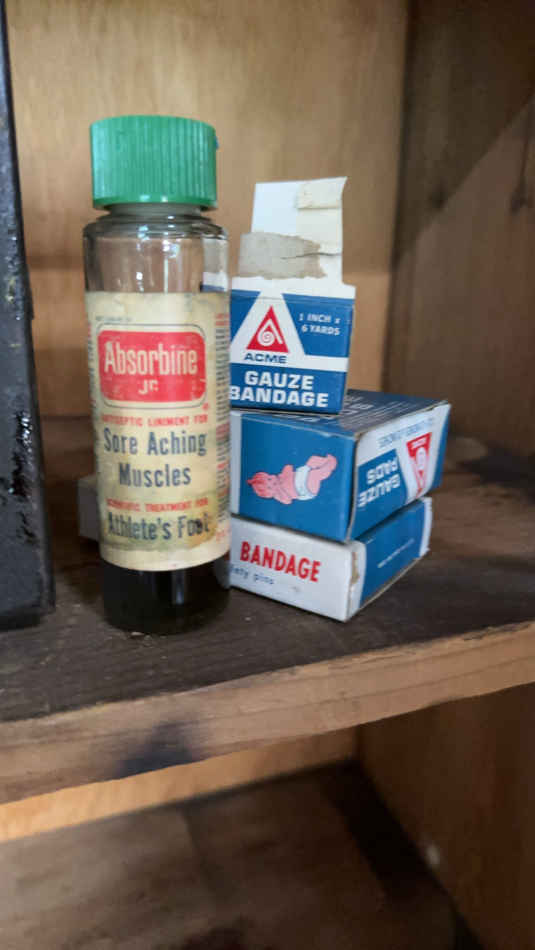 Absorbine
JR
ANTISEPTIC LINIMENT FOR
Sore Aching
Muscles
SCIENTIFIC TREATMENT FOR
Athlete's Foot
1 INCH x
6 YARDS
ACME
GAUZE
BANDAGE
GAUZE
PADS
BANDAGE
pins